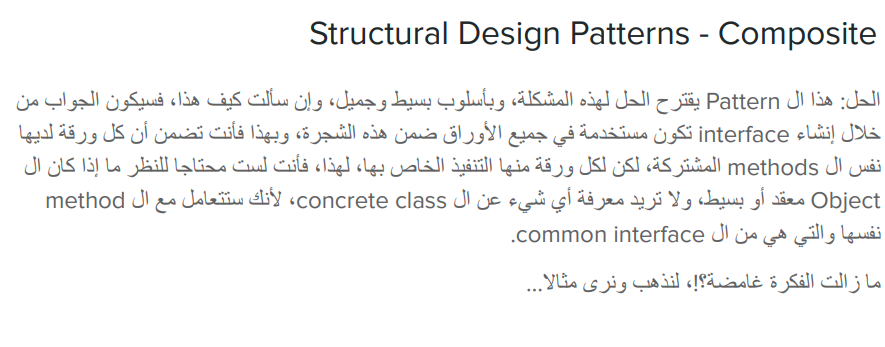 Structural Design Patterns - Composite
الحل: هذا ال Pattern يقترح الحل لهذه المشكلة، وبأسلوب بسيط وجميل، وإن سألت كيف هذا، فسيكون الجواب من
خلال إنشاء interface تكون مستخدمة في جميع الأوراق ضمن هذه الشجرة، وبهذا فأنت تضمن أن كل ورقة لديها
نفس ال methods المشتركة، لكن لكل ورقة منها التنفيذ الخاص بها، لهذا، فأنت لست محتاجا للنظر ما إذا كان ال
Object معقد أو بسيط، ولا تريد معرفة أي شيء عن ال concrete class، لأنك ستتعامل مع ال method
نفسها والتي هي من ال common interface.
ما زالت الفكرة غامضة؟!، لنذهب ونرى مثالا...